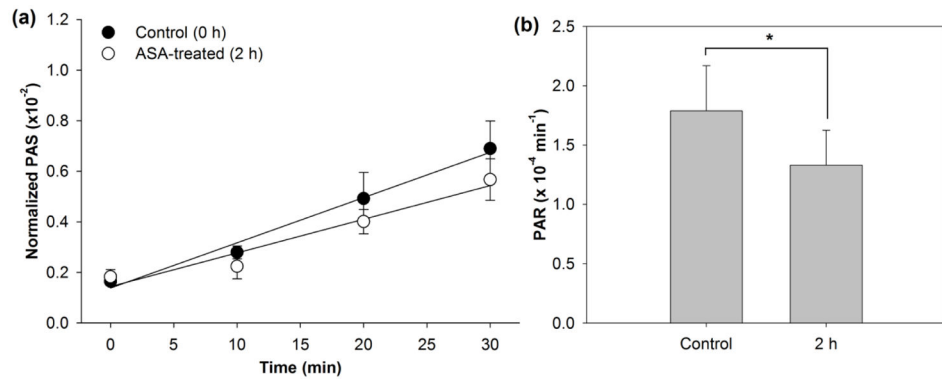 (a)
Control (0 h)
ASA-treated (2 h)
Normalized PAS (x10⁻²)
1.2
1.0
0.8
0.6
0.4
0.2
0.0
0 5 10 15 20 25 30
Time (min)
(b)
*
PAR (x 10⁻⁴ min⁻¹)
2.5
2.0
1.5
1.0
0.5
0.0
Control 2 h